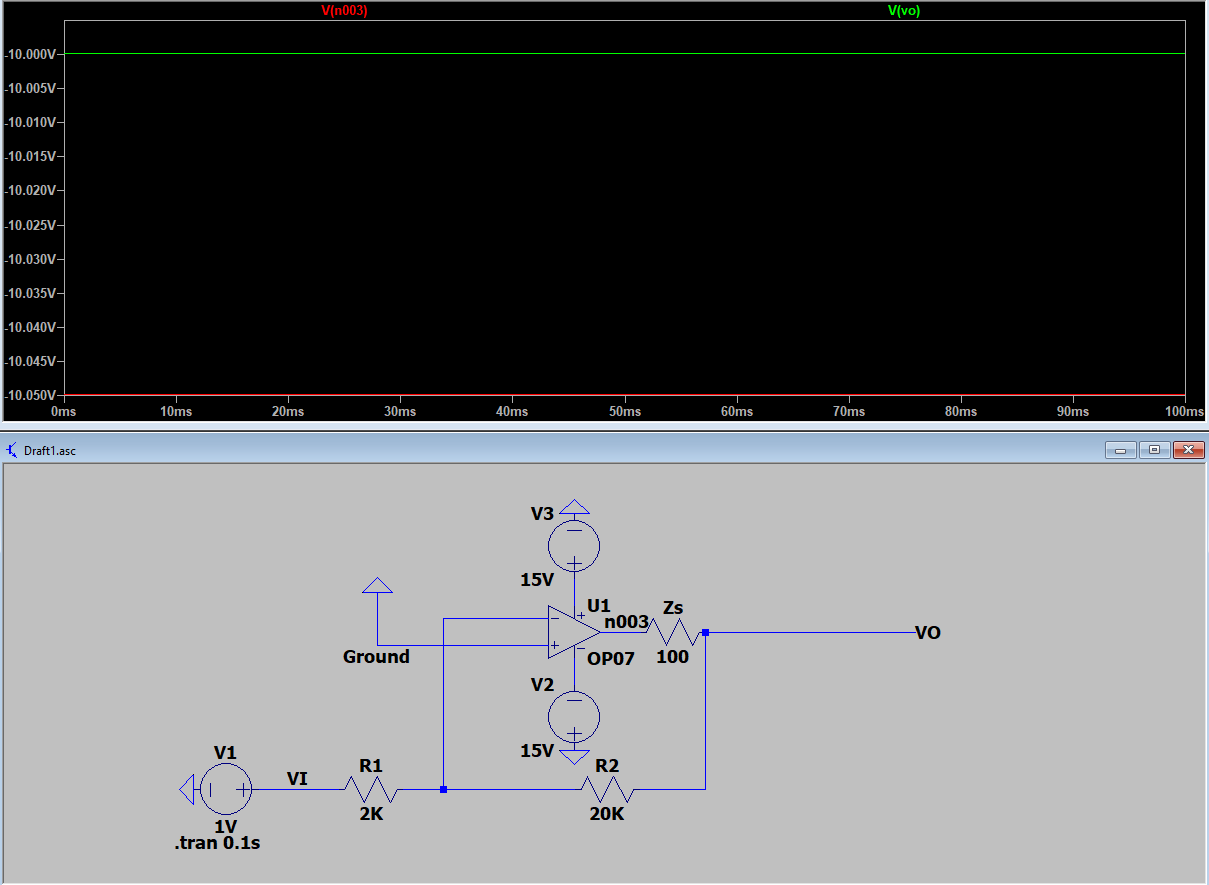 V(n003) V(vo)
-10.000V
-10.005V
-10.010V
-10.015V
-10.020V
-10.025V
-10.030V
-10.035V
-10.040V
-10.045V
-10.050V
0ms 10ms 20ms 30ms 40ms 50ms 60ms 70ms 80ms 90ms 100ms
Draft1.asc
V3
15V
U1
n003
Zs
100
VO
Ground
OP07
V2
15V
V1
VI
R1
2K
R2
20K
1V
.tran 0.1s